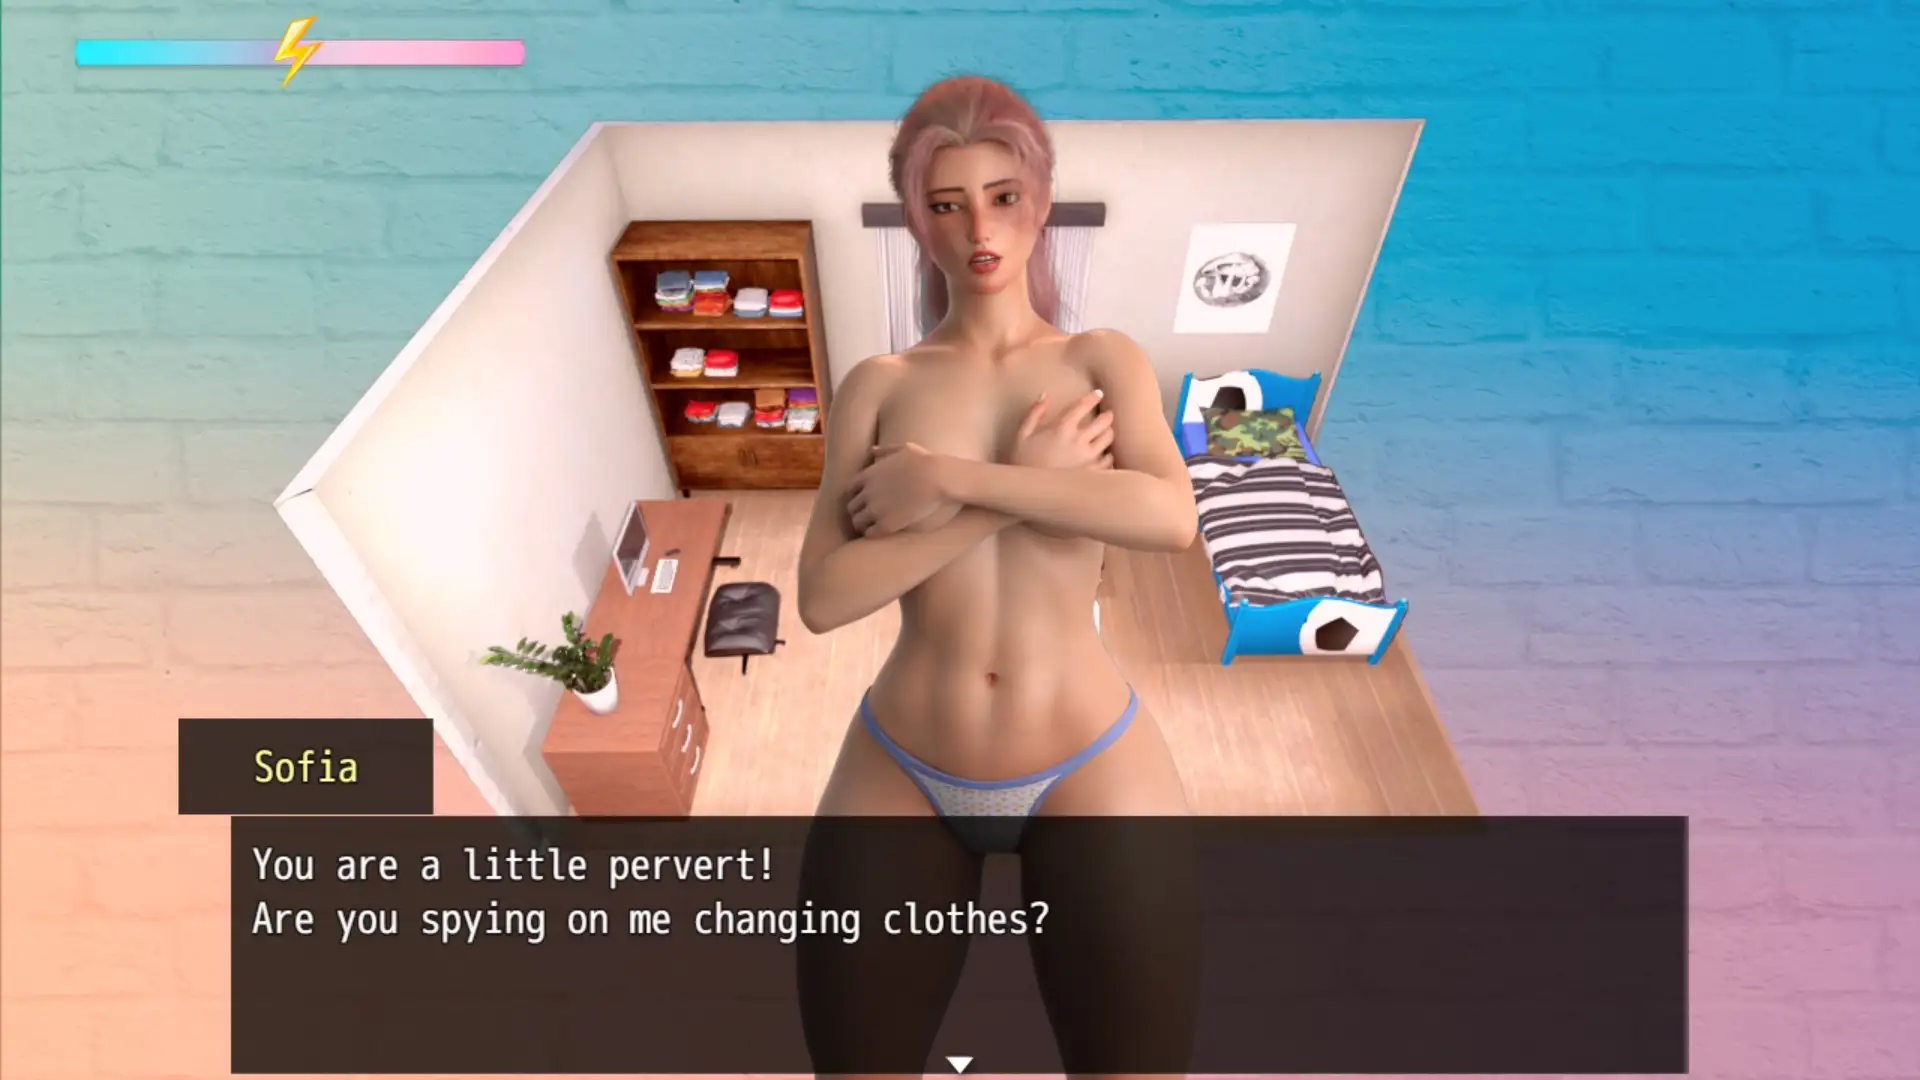 Sofia
You are a little pervert!
Are you spying on me changing clothes?